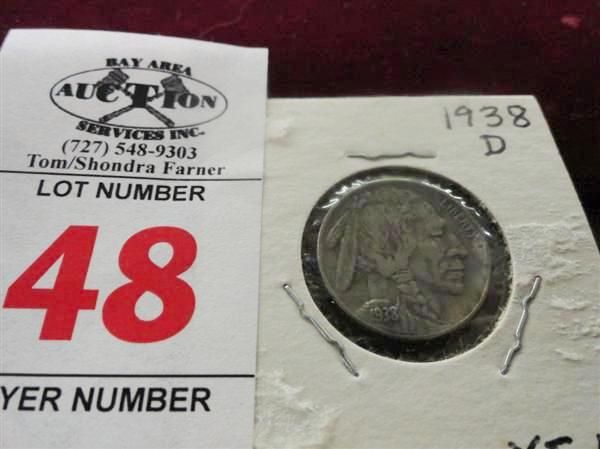 BAY AREA
AUCTION
SERVICES INC.
(727) 548-9303
Tom/Shondra Farner
LOT NUMBER
48
YER NUMBER
1938
D
LIBERTY
1938